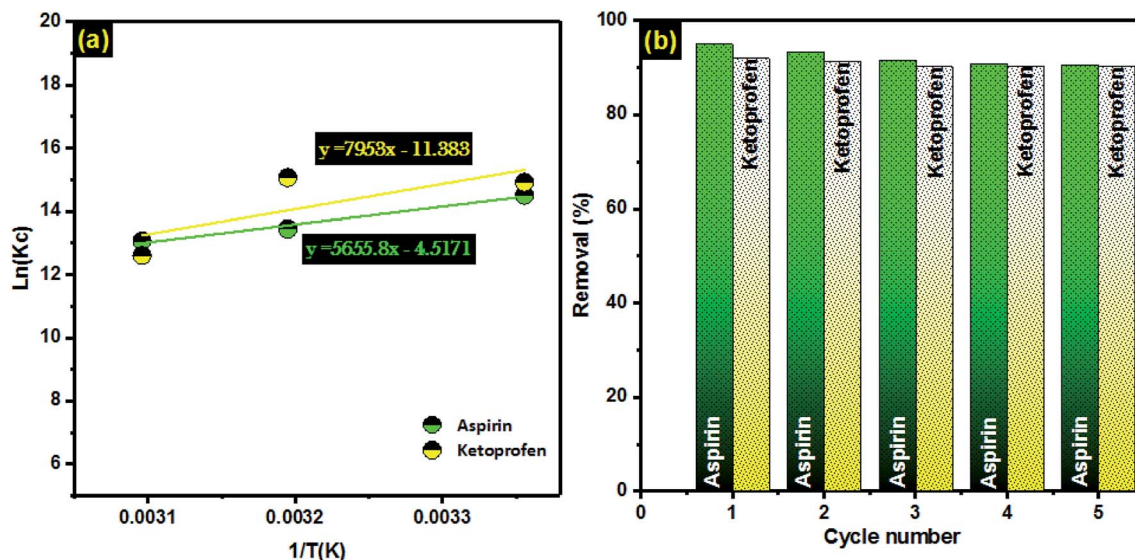 (a)
Ln(Kc)
20
18
16
14
12
10
8
6
y =7953x - 11.383
y =5655.8x - 4.5171
Aspirin
Ketoprofen
0.0031 0.0032 0.0033
1/T(K)
(b)
Removal (%)
100
80
60
40
20
0
Aspirin
Ketoprofen
Aspirin
Ketoprofen
Aspirin
Ketoprofen
Aspirin
Ketoprofen
Aspirin
Ketoprofen
0 1 2 3 4 5
Cycle number